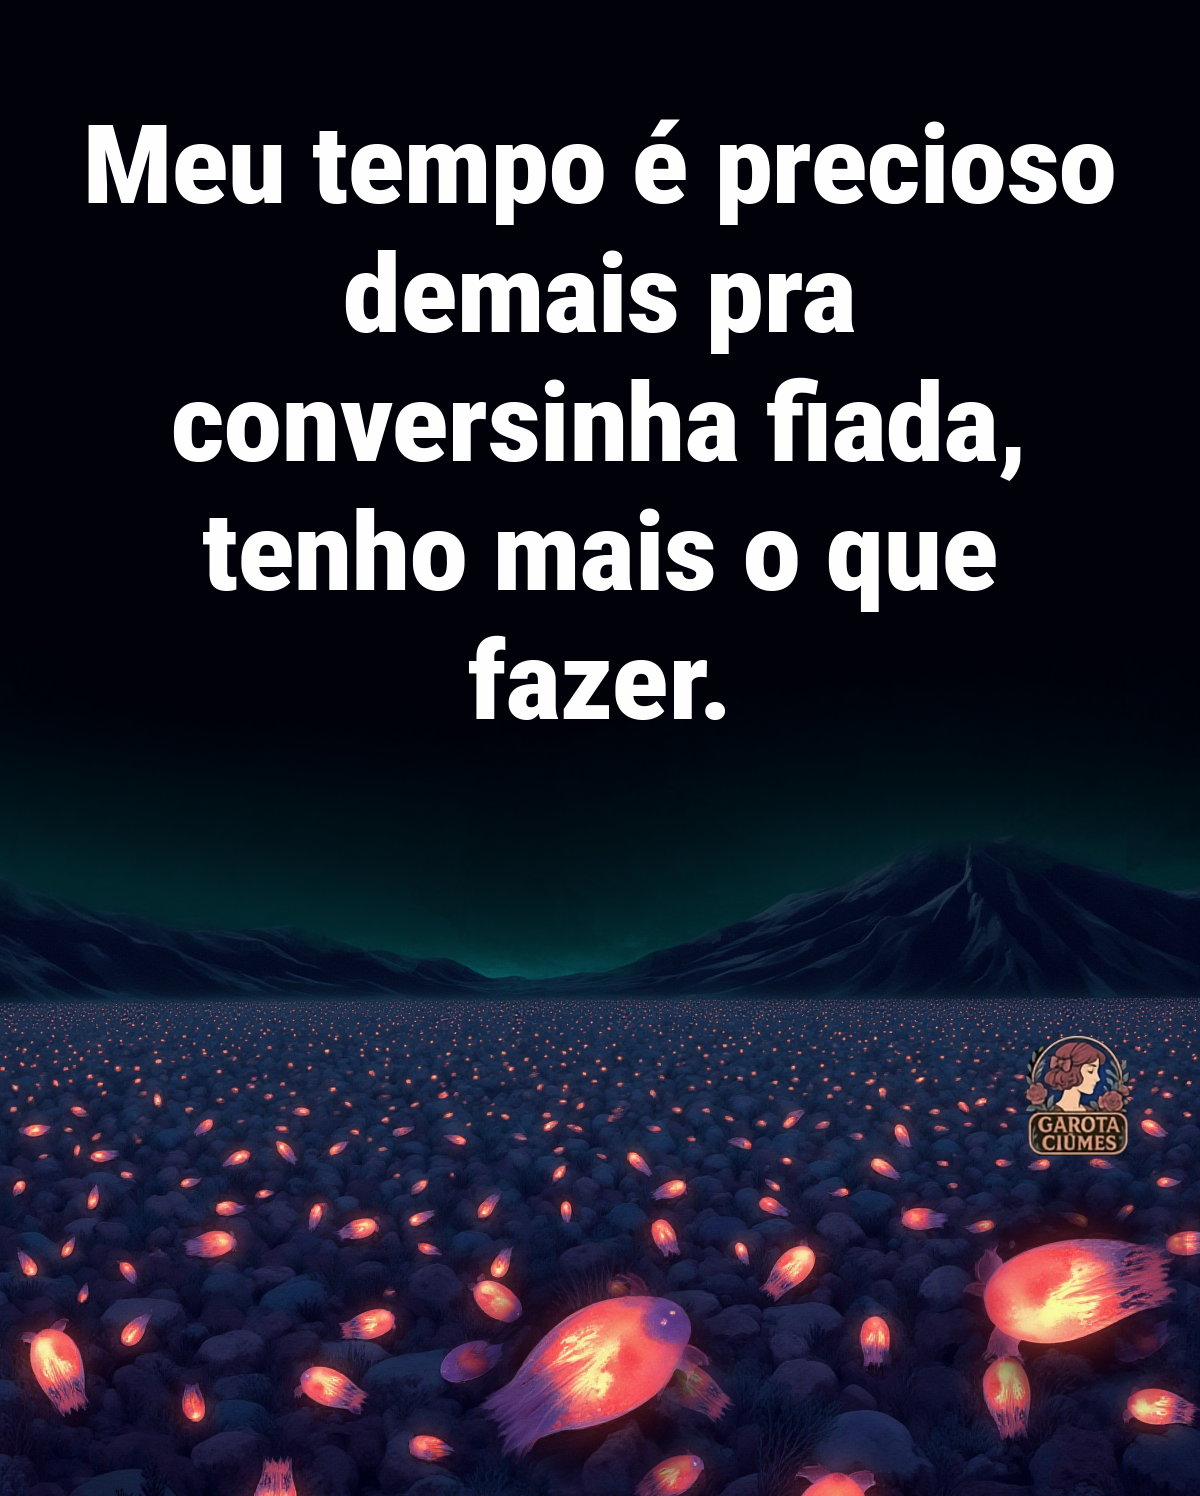 Meu tempo é precioso
demais pra
conversinha fiada,
tenho mais o que
fazer.
GAROTA
CIÚMES